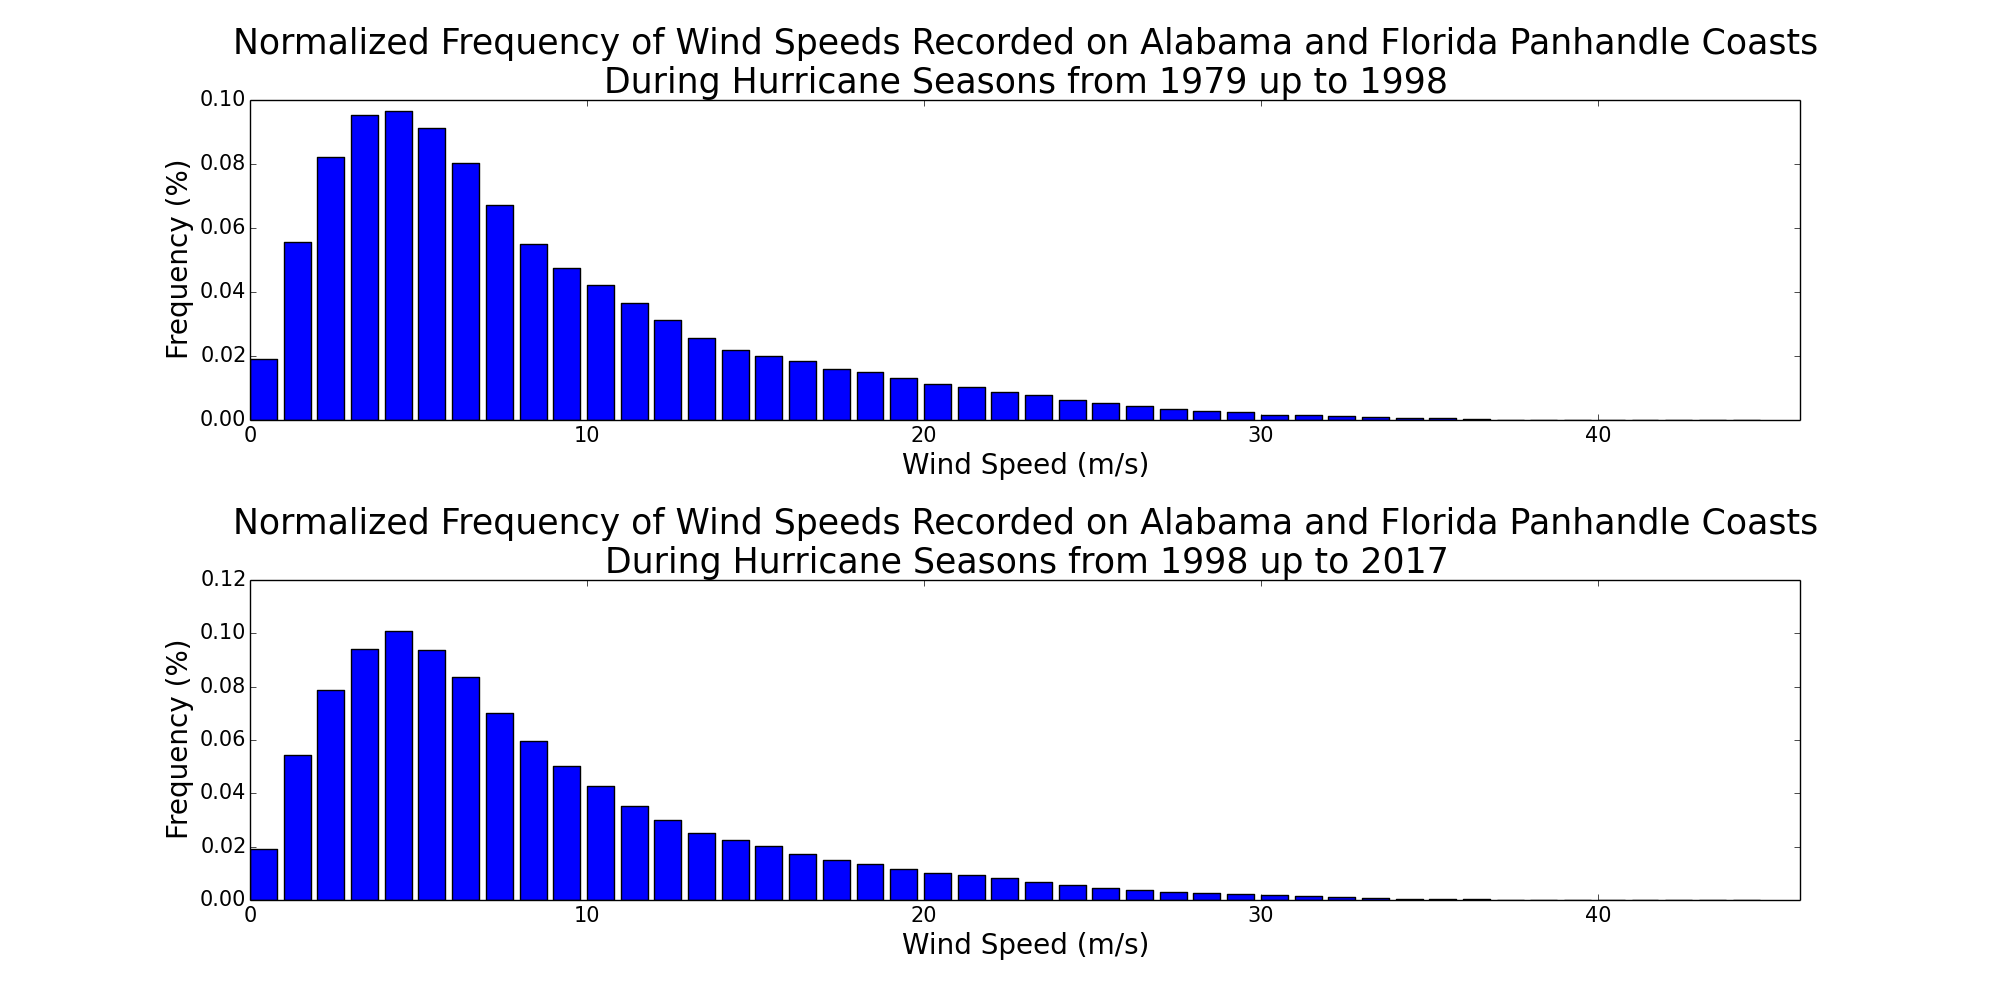 Normalized Frequency of Wind Speeds Recorded on Alabama and Florida Panhandle Coasts
During Hurricane Seasons from 1979 up to 1998
0.10
0.08
0.06
0.04
0.02
0.00
Frequency (%)
0 10 20 30 40
Wind Speed (m/s)
Normalized Frequency of Wind Speeds Recorded on Alabama and Florida Panhandle Coasts
During Hurricane Seasons from 1998 up to 2017
0.12
0.10
0.08
0.06
0.04
0.02
0.00
Frequency (%)
0 10 20 30 40
Wind Speed (m/s)